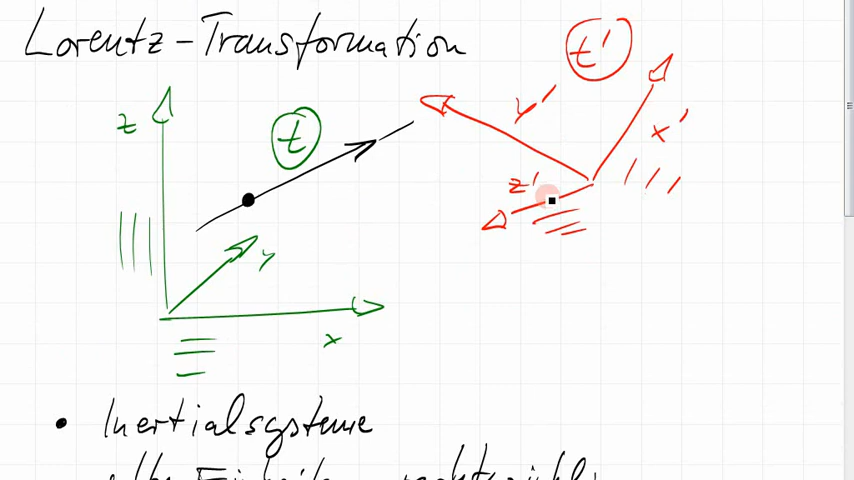 Lorentz-Transformation
t'
z
t
y'
x'
z'
y
x
• Inertialsysteme